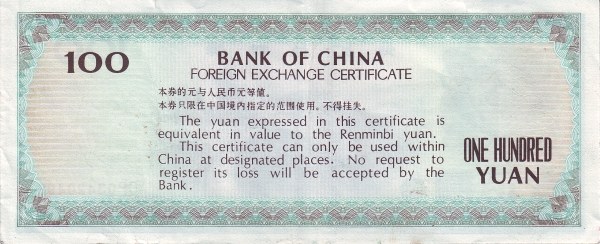 100
BANK OF CHINA
FOREIGN EXCHANGE CERTIFICATE
本券的元与人民币元等值。
本券只限在中国境内指定的范围使用，不得挂失。
The yuan expressed in this certificate is
equivalent in value to the Renminbi yuan.
This certificate can only be used within
China at designated places. No request to
register its loss will be accepted by the
Bank.
ONE HUNDRED
YUAN